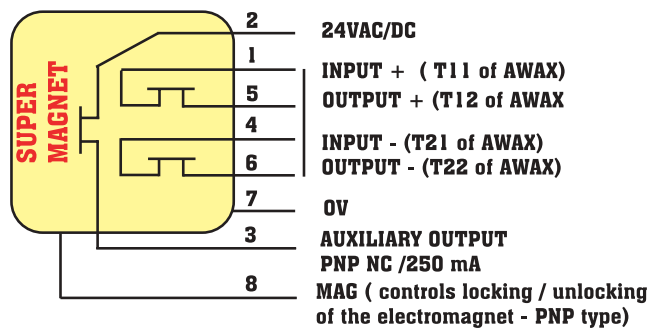 SUPER
MAGNET
2 24VAC/DC
1 INPUT + ( T11 of AWAX)
5 OUTPUT + (T12 of AWAX
4 INPUT - (T21 of AWAX)
6 OUTPUT - (T22 of AWAX)
7 0V
3 AUXILIARY OUTPUT
PNP NC /250 mA
8 MAG ( controls locking / unlocking
of the electromagnet - PNP type)